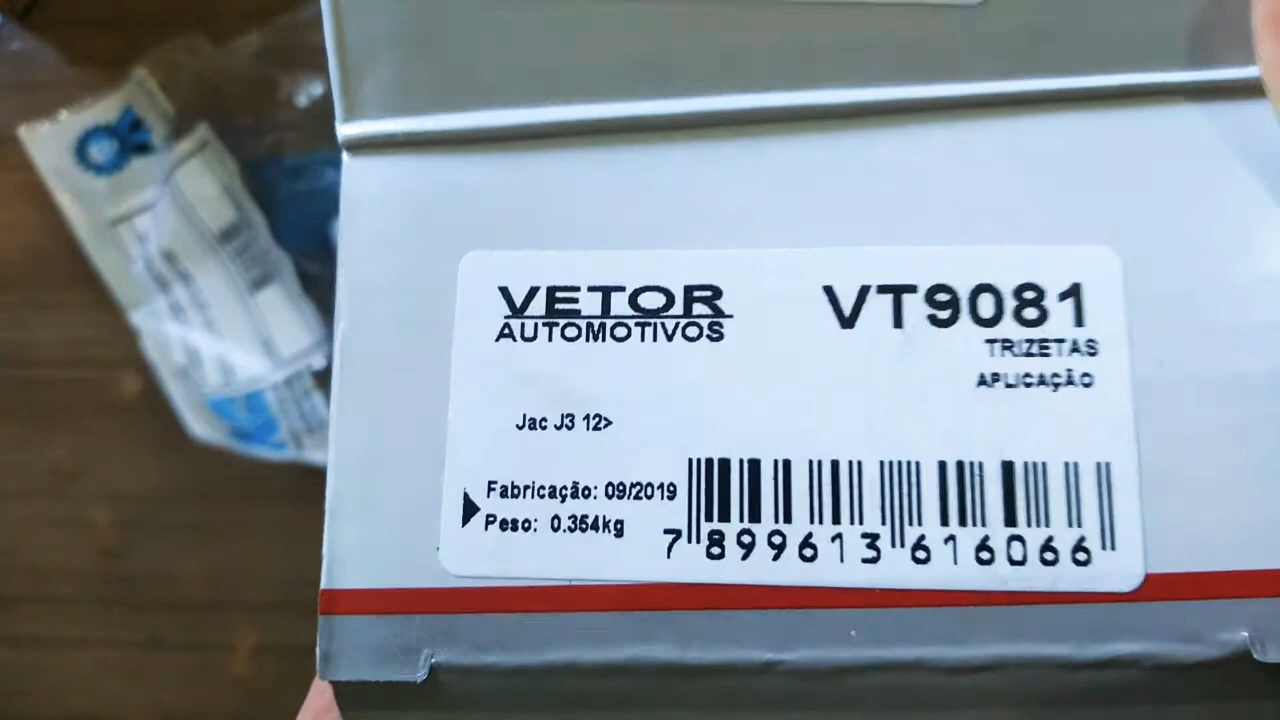 VETOR
AUTOMOTIVOS
VT9081
TRIZETAS
APLICAÇÃO
Jac J3 12>
Fabricação: 09/2019
Peso: 0.354kg
7 899613 616066